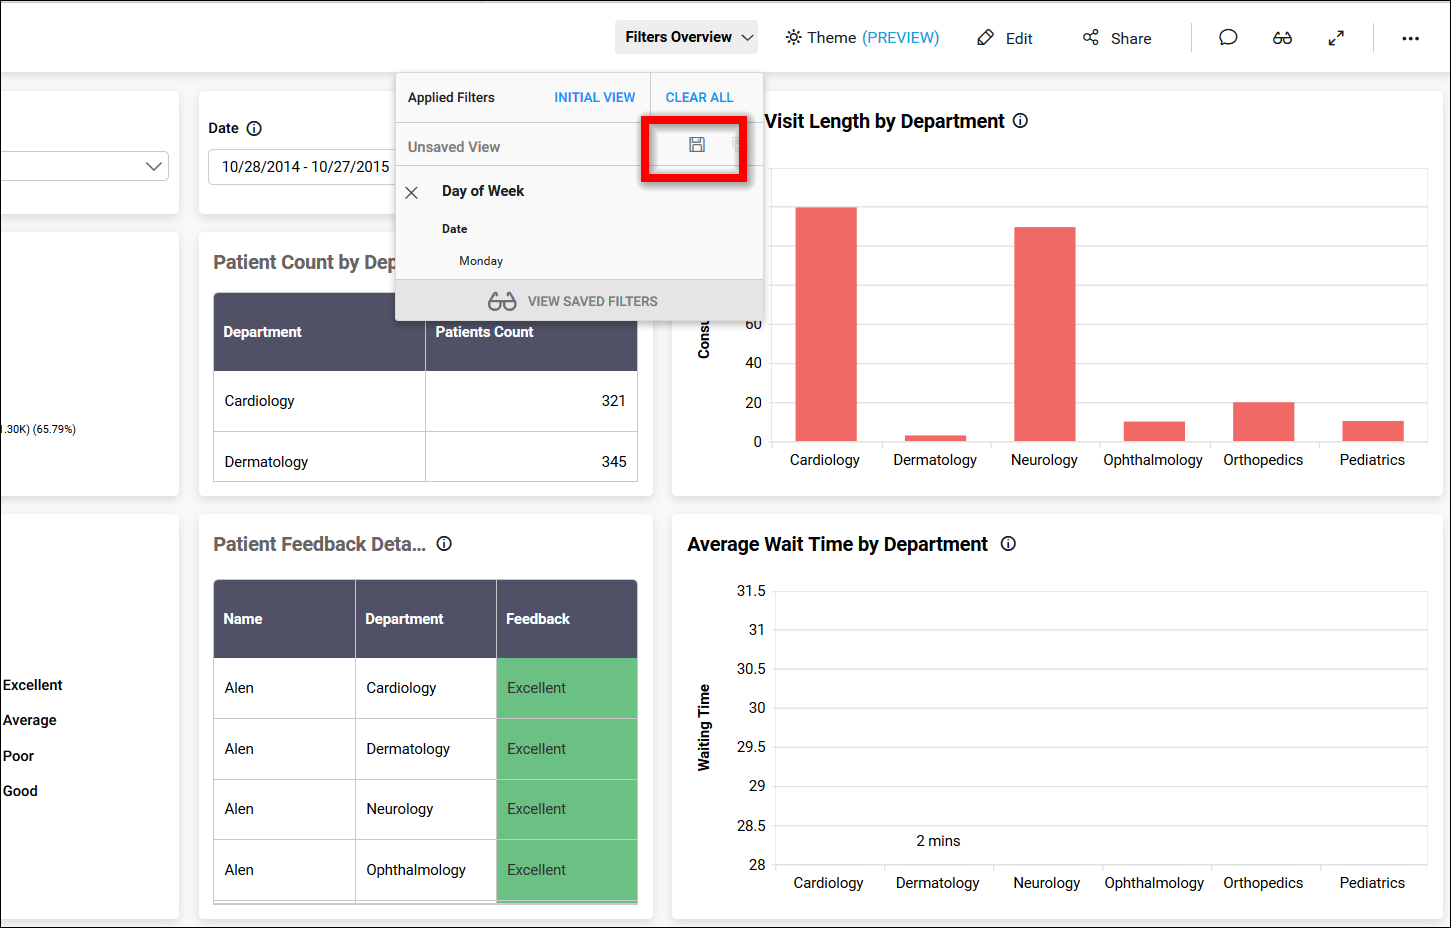 Filters Overview
Theme (PREVIEW)
Edit
Share
Applied Filters
INITIAL VIEW
CLEAR ALL
Unsaved View
Day of Week
Date
Monday
VIEW SAVED FILTERS
Date
10/28/2014 - 10/27/2015
1.30K) (65.79%)
Excellent
Average
Poor
Good
Patient Count by Dep
Department Patients Count
Cardiology 321
Dermatology 345
Visit Length by Department
Consu
60
40
20
0
Cardiology Dermatology Neurology Ophthalmology Orthopedics Pediatrics
Patient Feedback Deta...
Name Department Feedback
Alen Cardiology Excellent
Alen Dermatology Excellent
Alen Neurology Excellent
Alen Ophthalmology Excellent
Average Wait Time by Department
Waiting Time
31.5
31
30.5
30
29.5
29
28.5
28
2 mins
Cardiology Dermatology Neurology Ophthalmology Orthopedics Pediatrics